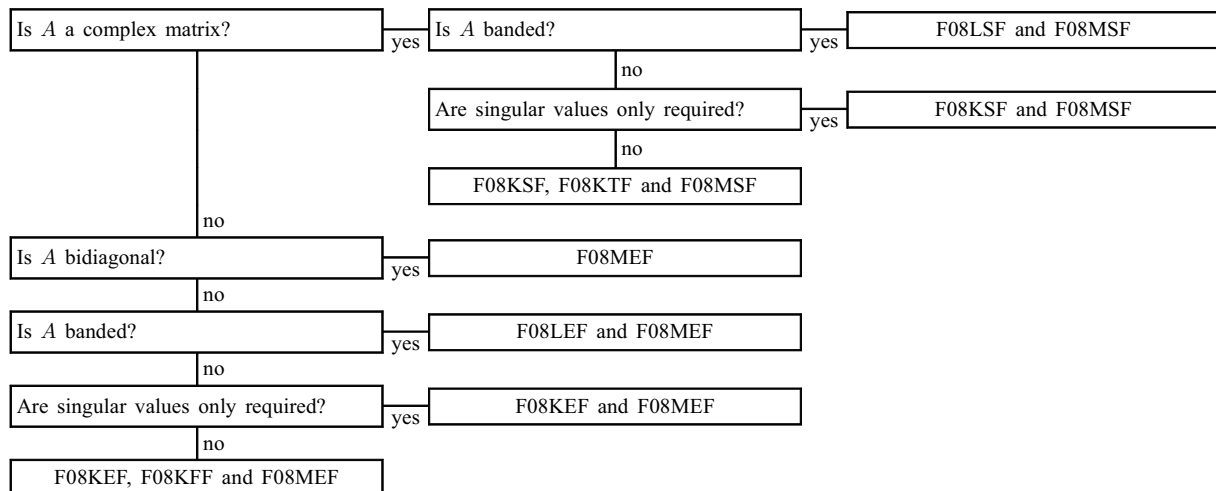 Is A a complex matrix?
yes
Is A banded?
yes
F08LSF and F08MSF
no
Are singular values only required?
yes
F08KSF and F08MSF
no
F08KSF, F08KTF and F08MSF
no
Is A bidiagonal?
yes
F08MEF
no
Is A banded?
yes
F08LEF and F08MEF
no
Are singular values only required?
yes
F08KEF and F08MEF
no
F08KEF, F08KFF and F08MEF